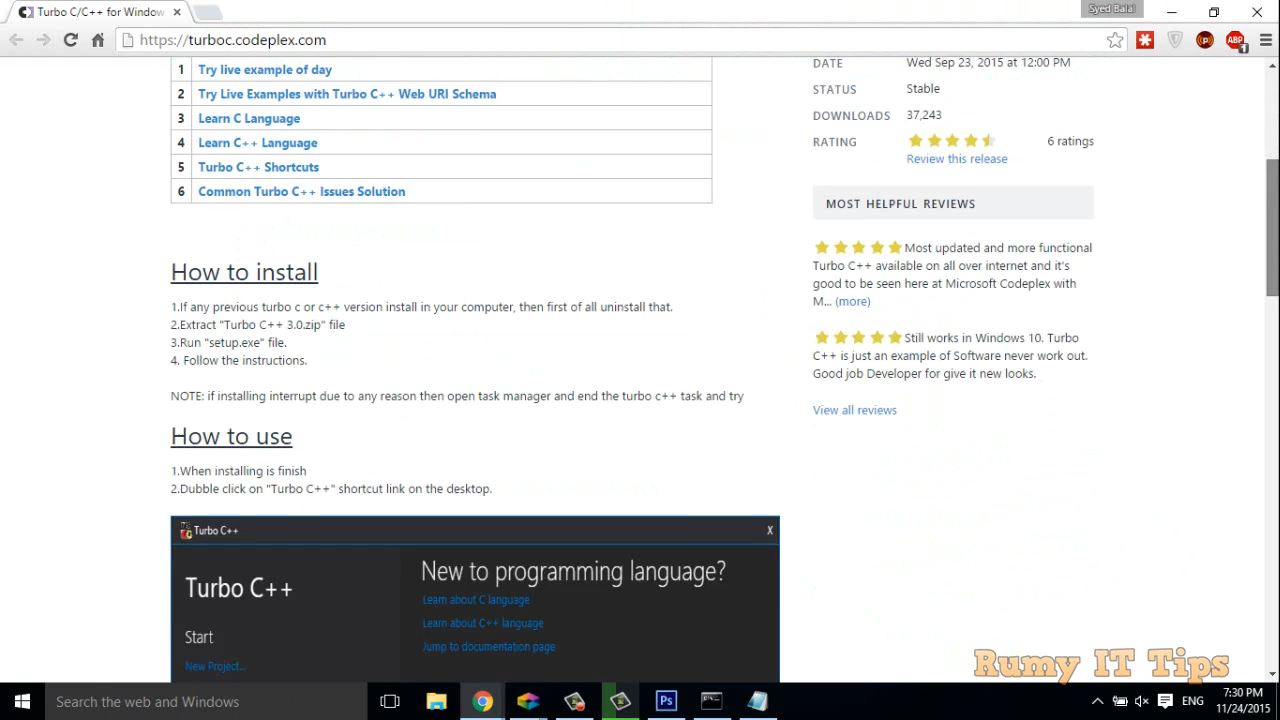 Turbo C/C++ for Window
Syed Balal
https://turboc.codeplex.com
ABP
1
1 Try live example of day
2 Try Live Examples with Turbo C++ Web URI Schema
3 Learn C Language
4 Learn C++ Language
5 Turbo C++ Shortcuts
6 Common Turbo C++ Issues Solution
How to install
1.If any previous turbo c or c++ version install in your computer, then first of all uninstall that.
2.Extract "Turbo C++ 3.0.zip" file
3.Run "setup.exe" file.
4. Follow the instructions.
NOTE: if installing interrupt due to any reason then open task manager and end the turbo c++ task and try
How to use
1.When installing is finish
2.Dubble click on "Turbo C++" shortcut link on the desktop.
Turbo C++ X
Turbo C++
Start
New Project...
New to programming language?
Learn about C language
Learn about C++ language
Jump to documentation page
DATE Wed Sep 23, 2015 at 12:00 PM
STATUS Stable
DOWNLOADS 37,243
RATING 6 ratings
Review this release
MOST HELPFUL REVIEWS
Most updated and more functional
Turbo C++ available on all over internet and it's
good to be seen here at Microsoft Codeplex with
M... (more)
Still works in Windows 10. Turbo
C++ is just an example of Software never work out.
Good job Developer for give it new looks.
View all reviews
Rumy IT Tips
Search the web and Windows
Ps
ENG
7:30 PM
11/24/2015